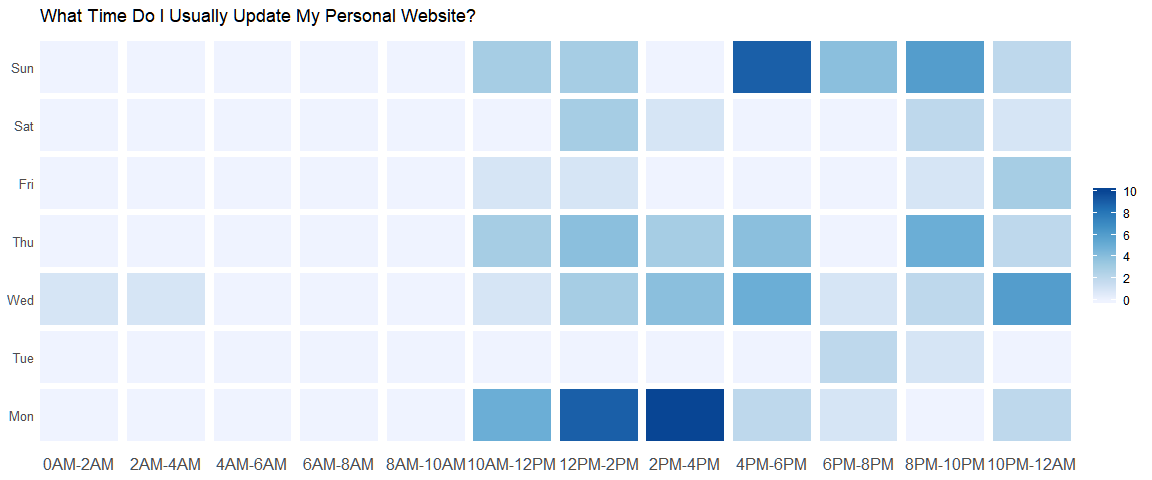 What Time Do I Usually Update My Personal Website?
Sun
Sat
Fri
Thu
Wed
Tue
Mon
0AM-2AM 2AM-4AM 4AM-6AM 6AM-8AM 8AM-10AM 10AM-12PM 12PM-2PM 2PM-4PM 4PM-6PM 6PM-8PM 8PM-10PM 10PM-12AM
10
8
6
4
2
0